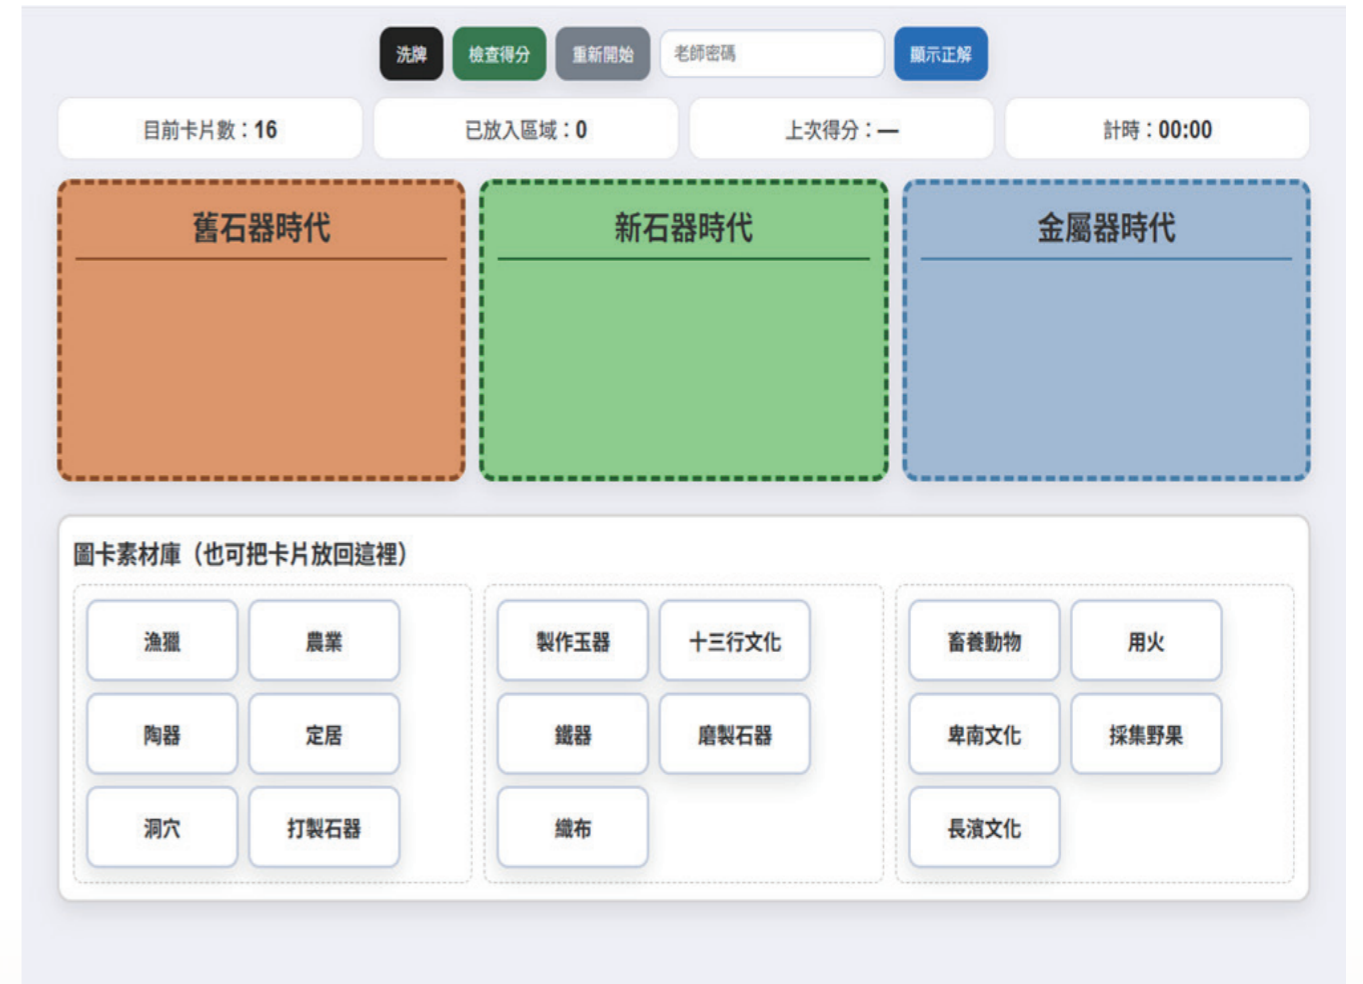 洗牌 檢查得分 重新開始 老師密碼 顯示正解
目前卡片數：16 已放入區域：0 上次得分：— 計時：00:00
舊石器時代 新石器時代 金屬器時代
圖卡素材庫（也可把卡片放回這裡）
漁獵 農業 製作玉器 十三行文化 畜養動物 用火
陶器 定居 鐵器 磨製石器 卑南文化 採集野果
洞穴 打製石器 織布 長濱文化